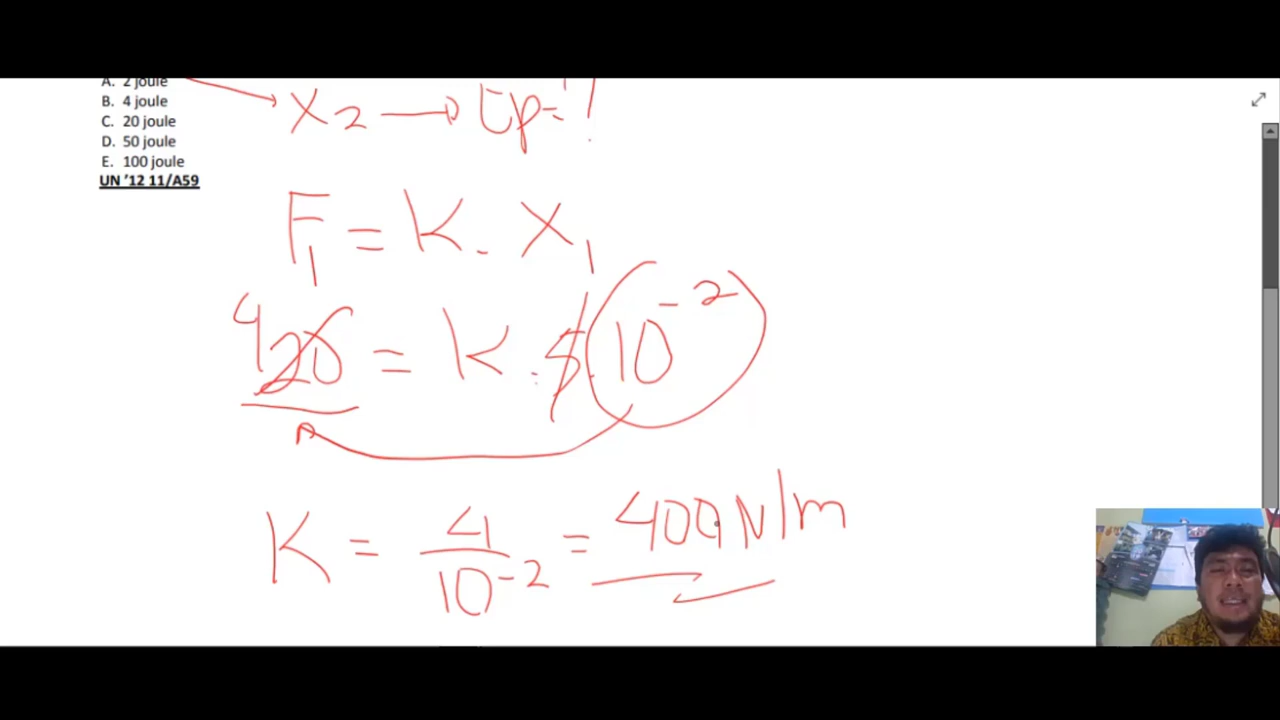 A. 2 joule
B. 4 joule
C. 20 joule
D. 50 joule
E. 100 joule
UN '12 11/A59
X2 → Ep=?
F1 = K. X1
4 20 = K. 5. 10^-2
K = 4/10^-2 = 400 N/m